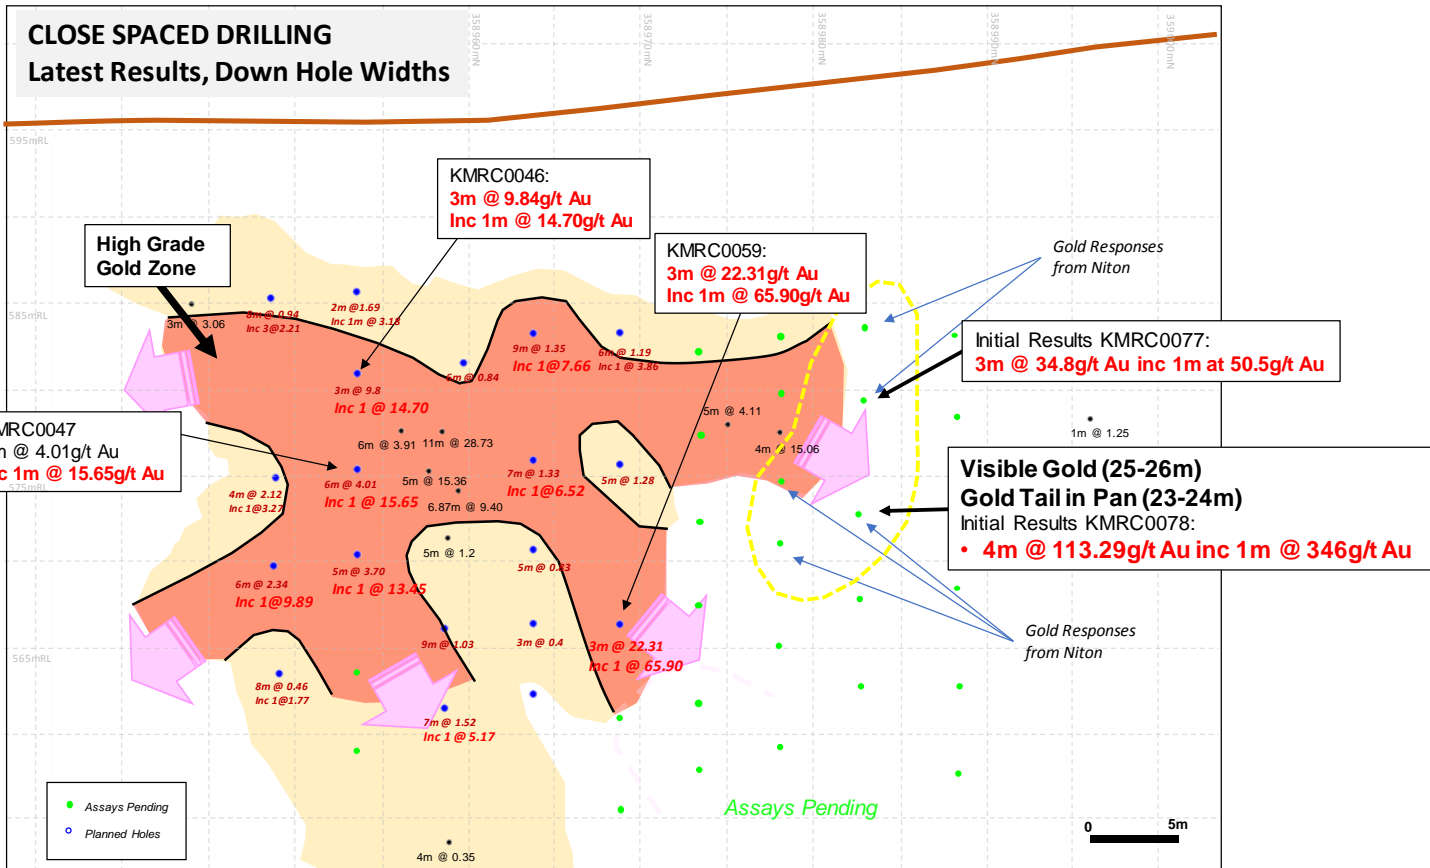 CLOSE SPACED DRILLING
Latest Results, Down Hole Widths
358960mN
358970mN
358980mN
358990mN
359000mN
595mRL
KMRC0046:
3m @ 9.84g/t Au
Inc 1m @ 14.70g/t Au
High Grade
Gold Zone
KMRC0059:
3m @ 22.31g/t Au
Inc 1m @ 65.90g/t Au
Gold Responses
from Niton
585mRL
3m @ 3.06
8m @ 0.94
Inc 3@2.21
2m @1.69
Inc 1m @ 3.18
9m @ 1.35
Inc 1@7.66
6m @ 1.19
Inc 1 @ 3.86
Initial Results KMRC0077:
3m @ 34.8g/t Au inc 1m at 50.5g/t Au
6m @ 0.84
3m @ 9.8
Inc 1 @ 14.70
5m @ 4.11
1m @ 1.25
6m @ 3.91
11m @ 28.73
4m @ 15.06
MRC0047
m @ 4.01g/t Au
c 1m @ 15.65g/t Au
575mRL
4m @ 2.12
Inc 1@3.27
6m @ 4.01
Inc 1 @ 15.65
5m @ 15.36
6.87m @ 9.40
7m @ 1.33
Inc 1@6.52
5m @ 1.28
Visible Gold (25-26m)
Gold Tail in Pan (23-24m)
Initial Results KMRC0078:
• 4m @ 113.29g/t Au inc 1m @ 346g/t Au
5m @ 1.2
5m @ 0.83
6m @ 2.34
Inc 1@9.89
5m @ 3.70
Inc 1 @ 13.45
9m @ 1.03
3m @ 0.4
3m @ 22.31
Inc 1 @ 65.90
Gold Responses
from Niton
565mRL
8m @ 0.46
Inc 1@1.77
7m @ 1.52
Inc 1 @ 5.17
Assays Pending
Planned Holes
Assays Pending
0 5m
4m @ 0.35